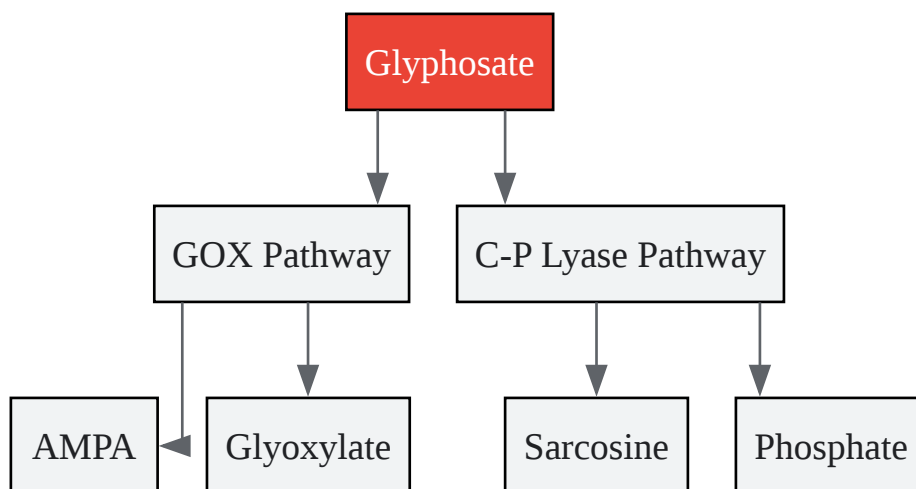 Glyphosate
GOX Pathway
C-P Lyase Pathway
AMPA
Glyoxylate
Sarcosine
Phosphate